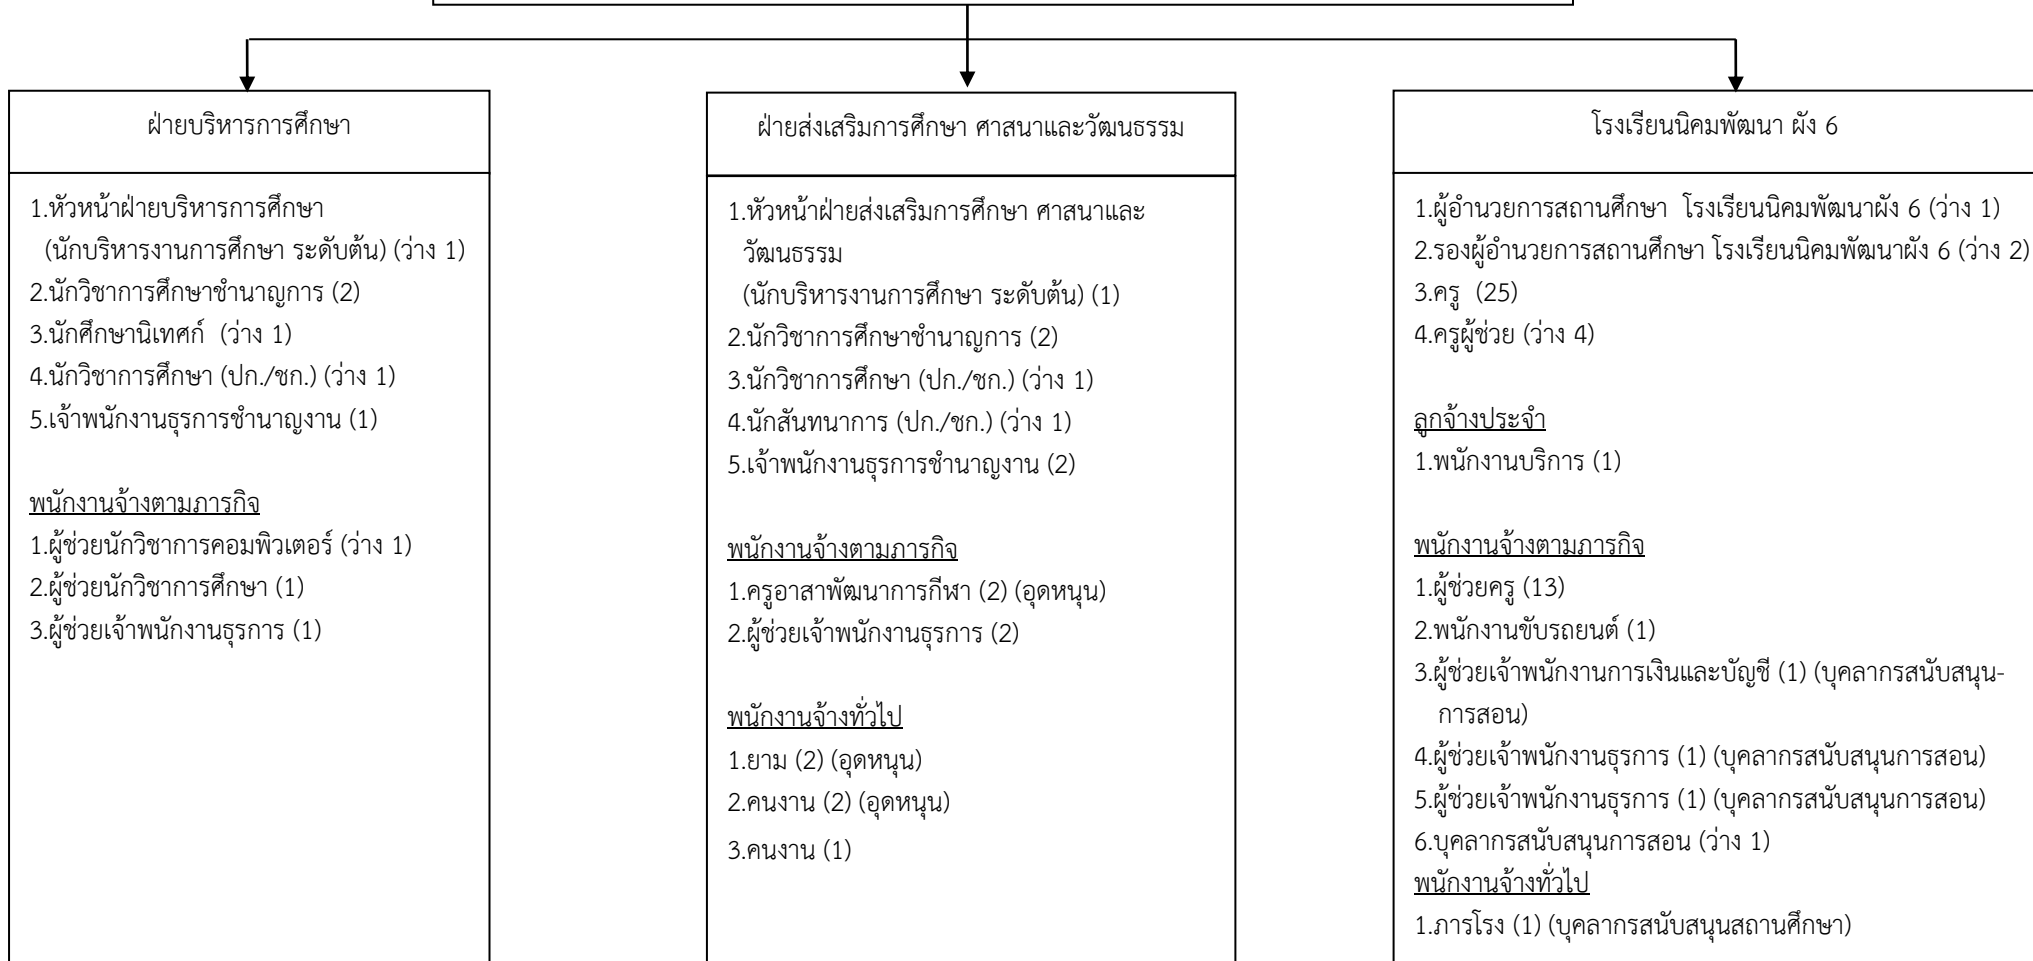 ฝ่ายบริหารการศึกษา
1.หัวหน้าฝ่ายบริหารการศึกษา
(นักบริหารงานการศึกษา ระดับต้น) (ว่าง 1)
2.นักวิชาการศึกษาชำนาญการ (2)
3.นักศึกษานิเทศก์ (ว่าง 1)
4.นักวิชาการศึกษา (ปก./ชก.) (ว่าง 1)
5.เจ้าพนักงานธุรการชำนาญงาน (1)
พนักงานจ้างตามภารกิจ
1.ผู้ช่วยนักวิชาการคอมพิวเตอร์ (ว่าง 1)
2.ผู้ช่วยนักวิชาการศึกษา (1)
3.ผู้ช่วยเจ้าพนักงานธุรการ (1)
ฝ่ายส่งเสริมการศึกษา ศาสนาและวัฒนธรรม
1.หัวหน้าฝ่ายส่งเสริมการศึกษา ศาสนาและ
วัฒนธรรม
(นักบริหารงานการศึกษา ระดับต้น) (1)
2.นักวิชาการศึกษาชำนาญการ (2)
3.นักวิชาการศึกษา (ปก./ชก.) (ว่าง 1)
4.นักสันทนาการ (ปก./ชก.) (ว่าง 1)
5.เจ้าพนักงานธุรการชำนาญงาน (2)
พนักงานจ้างตามภารกิจ
1.ครูอาสาพัฒนาการกีฬา (2) (อุดหนุน)
2.ผู้ช่วยเจ้าพนักงานธุรการ (2)
พนักงานจ้างทั่วไป
1.ยาม (2) (อุดหนุน)
2.คนงาน (2) (อุดหนุน)
3.คนงาน (1)
โรงเรียนนิคมพัฒนา ผัง 6
1.ผู้อำนวยการสถานศึกษา โรงเรียนนิคมพัฒนาผัง 6 (ว่าง 1)
2.รองผู้อำนวยการสถานศึกษา โรงเรียนนิคมพัฒนาผัง 6 (ว่าง 2)
3.ครู (25)
4.ครูผู้ช่วย (ว่าง 4)
ลูกจ้างประจำ
1.พนักงานบริการ (1)
พนักงานจ้างตามภารกิจ
1.ผู้ช่วยครู (13)
2.พนักงานขับรถยนต์ (1)
3.ผู้ช่วยเจ้าพนักงานการเงินและบัญชี (1) (บุคลากรสนับสนุน-
การสอน)
4.ผู้ช่วยเจ้าพนักงานธุรการ (1) (บุคลากรสนับสนุนการสอน)
5.ผู้ช่วยเจ้าพนักงานธุรการ (1) (บุคลากรสนับสนุนการสอน)
6.บุคลากรสนับสนุนการสอน (ว่าง 1)
พนักงานจ้างทั่วไป
1.ภารโรง (1) (บุคลากรสนับสนุนสถานศึกษา)